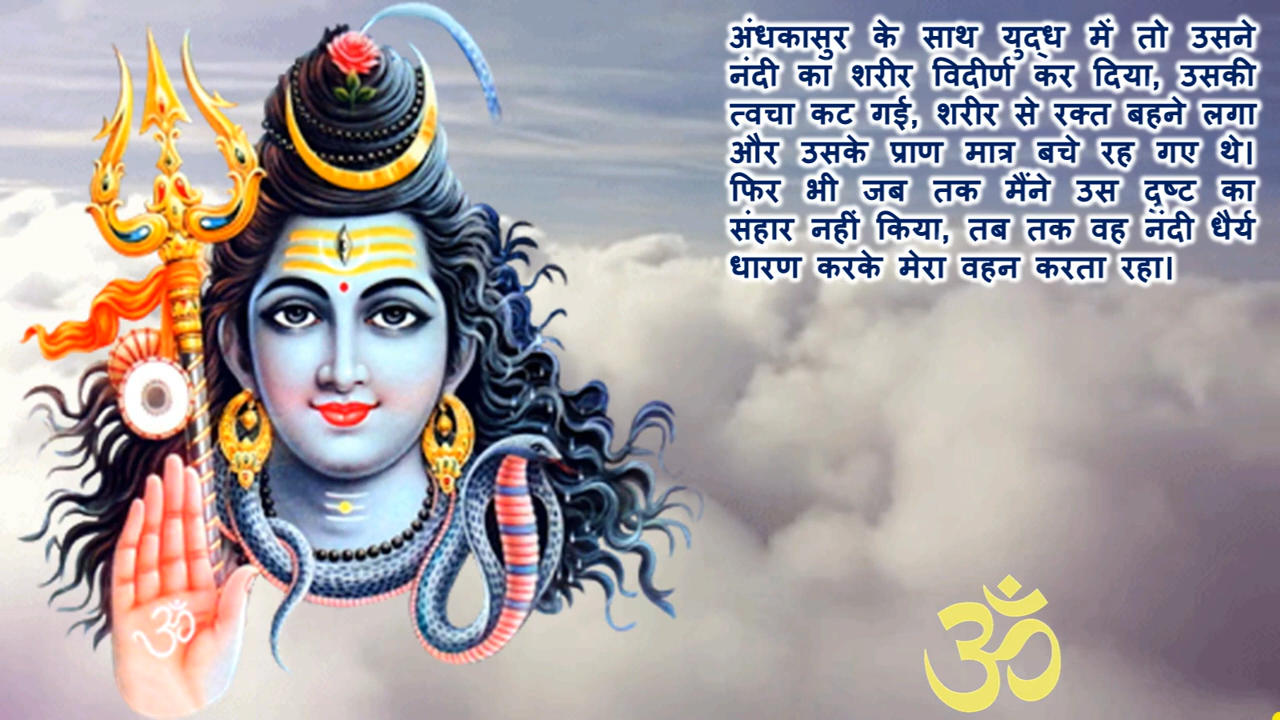 अंधकासुर के साथ युद्ध में तो उसने
नंदी का शरीर विदीर्ण कर दिया, उसकी
त्वचा कट गई, शरीर से रक्त बहने लगा
और उसके प्राण मात्र बचे रह गए थे।
फिर भी जब तक मैंने उस दुष्ट का
संहार नहीं किया, तब तक वह नंदी धैर्य
धारण करके मेरा वहन करता रहा।
ॐ
ॐ